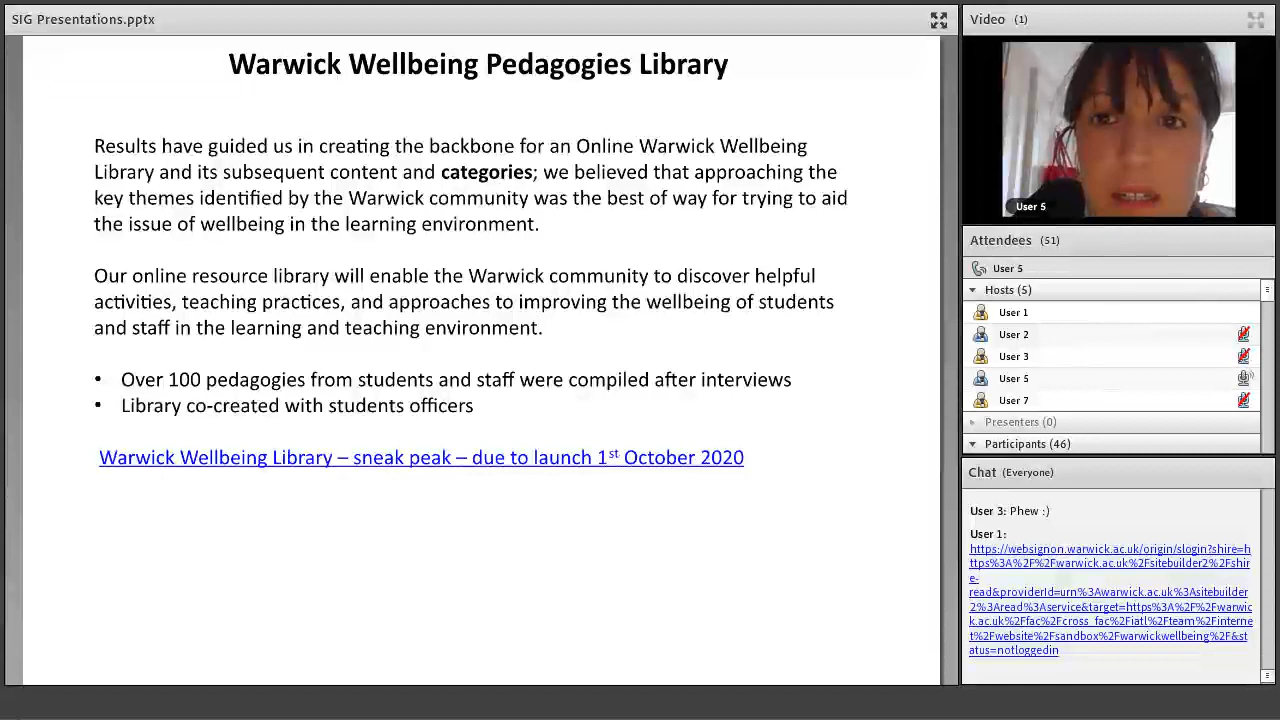 SIG Presentations.pptx
Warwick Wellbeing Pedagogies Library
Results have guided us in creating the backbone for an Online Warwick Wellbeing
Library and its subsequent content and categories; we believed that approaching the
key themes identified by the Warwick community was the best of way for trying to aid
the issue of wellbeing in the learning environment.
Our online resource library will enable the Warwick community to discover helpful
activities, teaching practices, and approaches to improving the wellbeing of students
and staff in the learning and teaching environment.
• Over 100 pedagogies from students and staff were compiled after interviews
• Library co-created with students officers
Warwick Wellbeing Library – sneak peak – due to launch 1st October 2020
Video (1)
User 5
Attendees (51)
User 5
Hosts (5)
User 1
User 2
User 3
User 5
User 7
Presenters (0)
Participants (46)
Chat (Everyone)
User 3: Phew :)
User 1:
https://websignon.warwick.ac.uk/origin/slogin?shire=h
ttps%3A%2F%2Fwarwick.ac.uk%2Fsitebuilder2%2Fshir
e-
read&providerId=urn%3Awarwick.ac.uk%3Asitebuilder
2%3Aread%3Aservice&target=https%3A%2F%2Fwarwic
k.ac.uk%2Ffac%2Fcross_fac%2Fiatl%2Fteam%2Finterne
t%2Fwebsite%2Fsandbox%2Fwarwickwellbeing%2F&st
atus=notloggedin